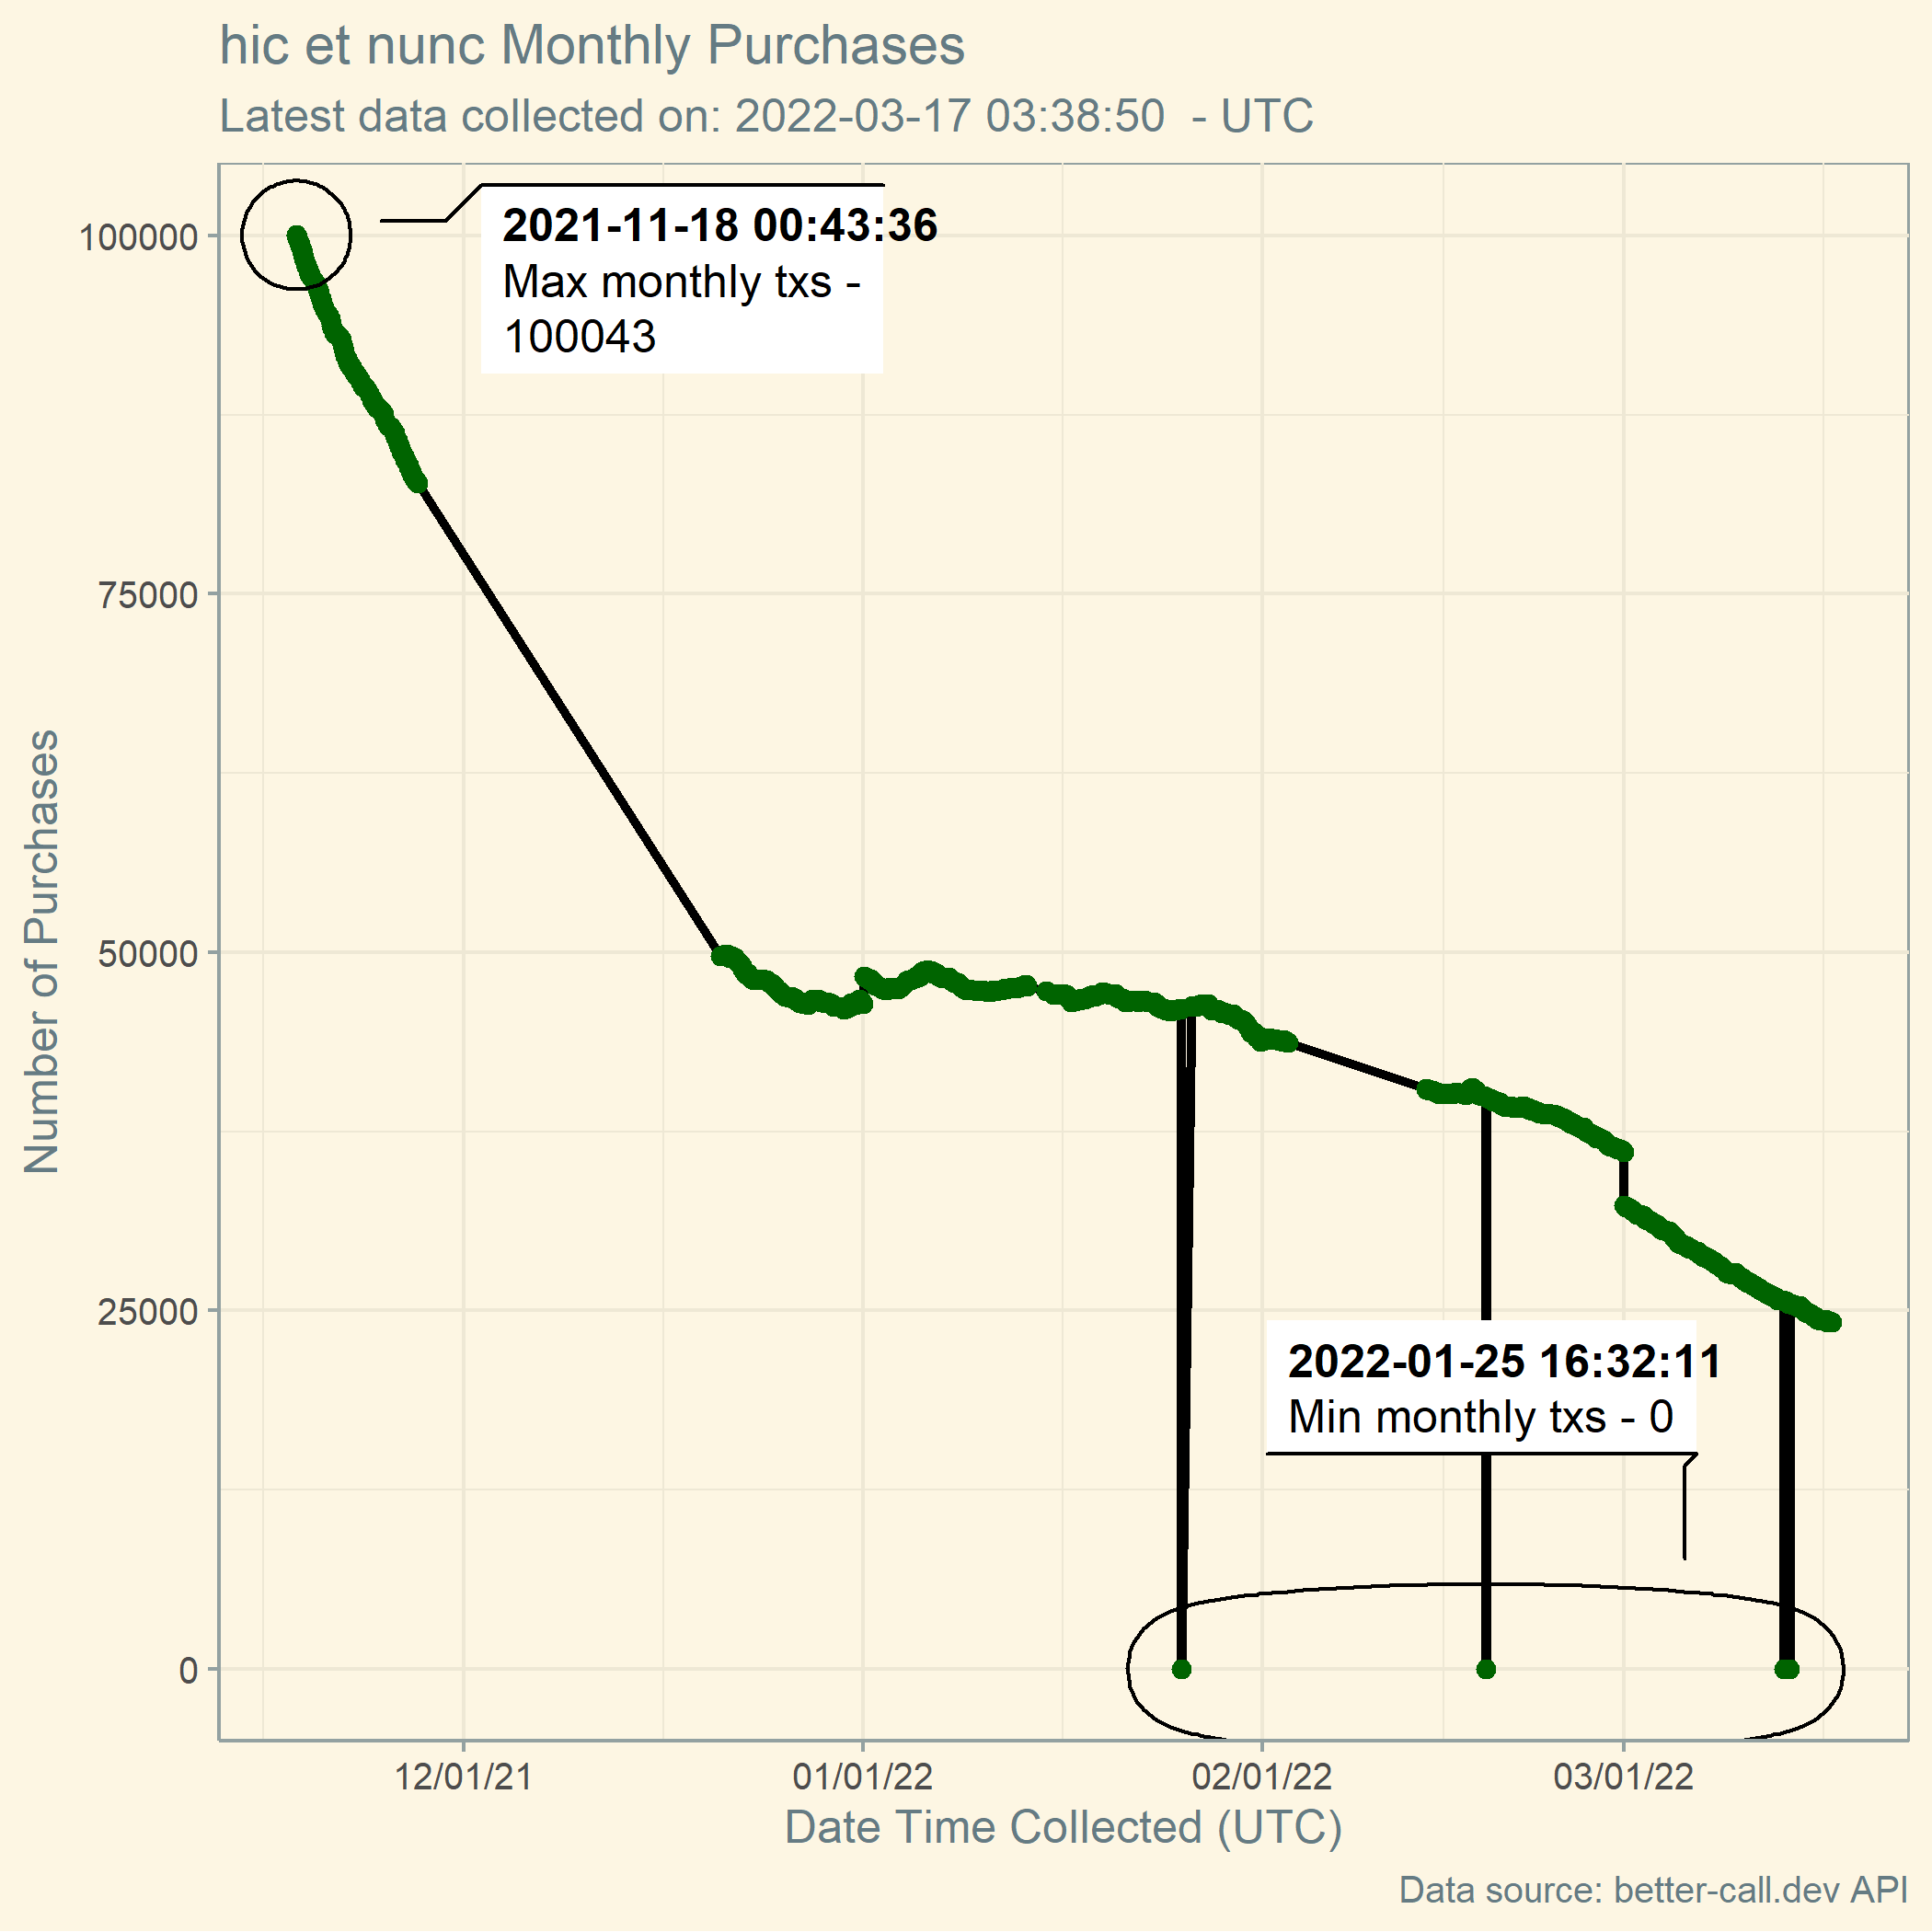 hic et nunc Monthly Purchases
Latest data collected on: 2022-03-17 03:38:50  - UTC
2021-11-18 00:43:36
Max monthly txs -
100043
100000
75000
50000
25000
0
Number of Purchases
2022-01-25 16:32:11
Min monthly txs - 0
12/01/21
01/01/22
02/01/22
03/01/22
Date Time Collected (UTC)
Data source: better-call.dev API